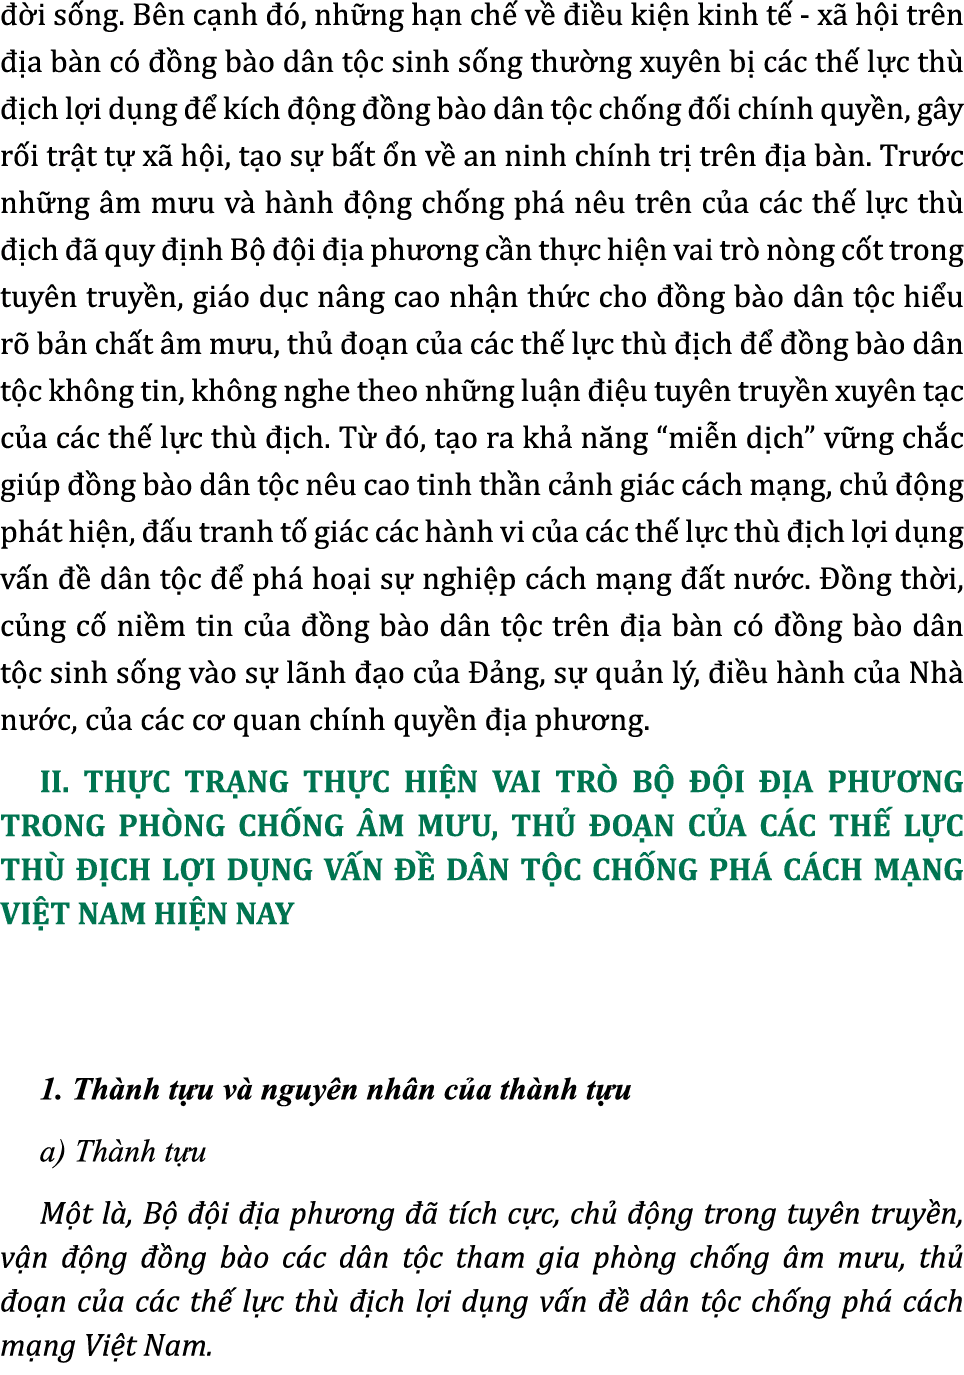 đời sống. Bên cạnh đó, những hạn chế về điều kiện kinh tế - xã hội trên
địa bàn có đồng bào dân tộc sinh sống thường xuyên bị các thế lực thù
địch lợi dụng để kích động đồng bào dân tộc chống đối chính quyền, gây
rối trật tự xã hội, tạo sự bất ổn về an ninh chính trị trên địa bàn. Trước
những âm mưu và hành động chống phá nêu trên của các thế lực thù
địch đã quy định Bộ đội địa phương cần thực hiện vai trò nòng cốt trong
tuyên truyền, giáo dục nâng cao nhận thức cho đồng bào dân tộc hiểu
rõ bản chất âm mưu, thủ đoạn của các thế lực thù địch để đồng bào dân
tộc không tin, không nghe theo những luận điệu tuyên truyền xuyên tạc
của các thế lực thù địch. Từ đó, tạo ra khả năng “miễn dịch” vững chắc
giúp đồng bào dân tộc nêu cao tinh thần cảnh giác cách mạng, chủ động
phát hiện, đấu tranh tố giác các hành vi của các thế lực thù địch lợi dụng
vấn đề dân tộc để phá hoại sự nghiệp cách mạng đất nước. Đồng thời,
củng cố niềm tin của đồng bào dân tộc trên địa bàn có đồng bào dân
tộc sinh sống vào sự lãnh đạo của Đảng, sự quản lý, điều hành của Nhà
nước, của các cơ quan chính quyền địa phương.
II. THỰC TRẠNG THỰC HIỆN VAI TRÒ BỘ ĐỘI ĐỊA PHƯƠNG
TRONG PHÒNG CHỐNG ÂM MƯU, THỦ ĐOẠN CỦA CÁC THẾ LỰC
THÙ ĐỊCH LỢI DỤNG VẤN ĐỀ DÂN TỘC CHỐNG PHÁ CÁCH MẠNG
VIỆT NAM HIỆN NAY
1. Thành tựu và nguyên nhân của thành tựu
a) Thành tựu
Một là, Bộ đội địa phương đã tích cực, chủ động trong tuyên truyền,
vận động đồng bào các dân tộc tham gia phòng chống âm mưu, thủ
đoạn của các thế lực thù địch lợi dụng vấn đề dân tộc chống phá cách
mạng Việt Nam.